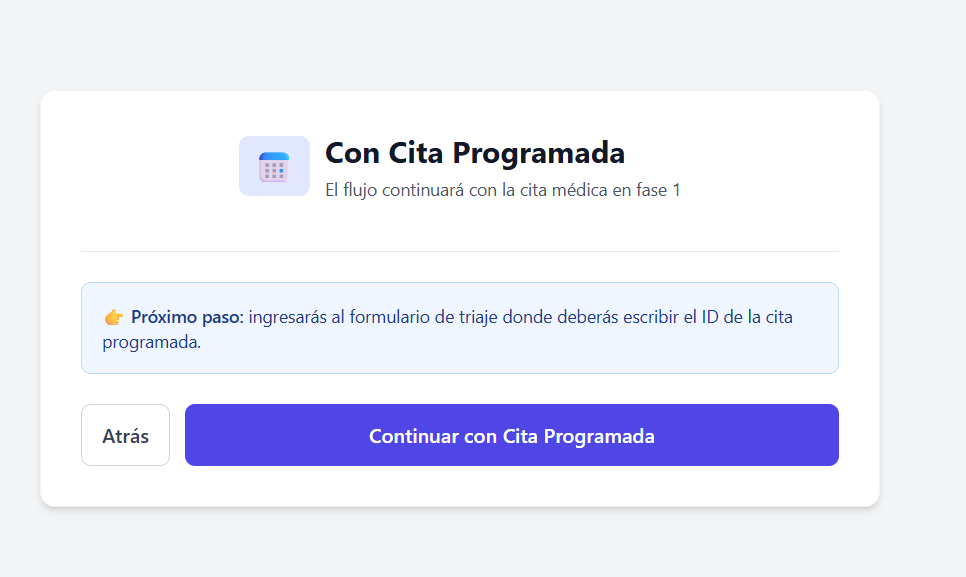 Con Cita Programada
El flujo continuará con la cita médica en fase 1
👉 Próximo paso: ingresarás al formulario de triaje donde deberás escribir el ID de la cita
programada.
Atrás
Continuar con Cita Programada